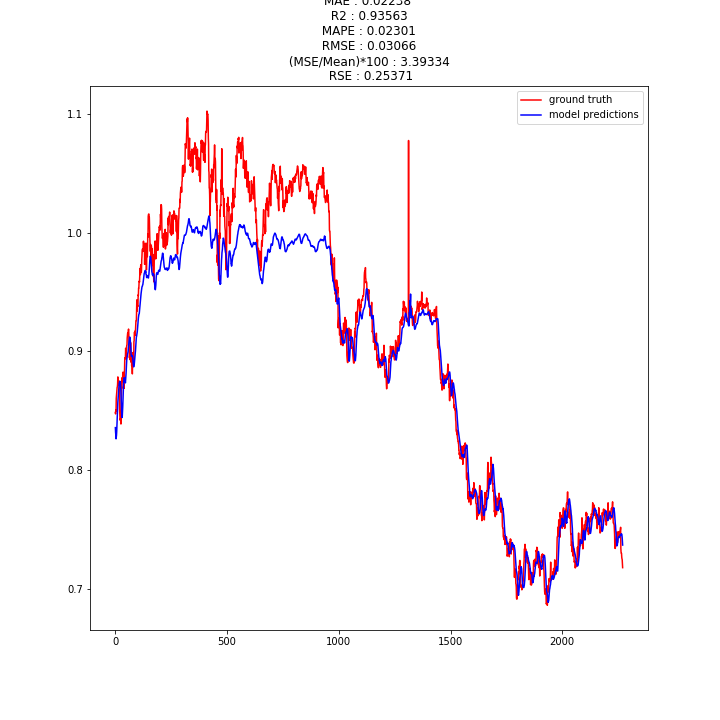 MAE : 0.02238
R2 : 0.93563
MAPE : 0.02301
RMSE : 0.03066
(MSE/Mean)*100 : 3.39334
RSE : 0.25371
ground truth
model predictions
1.1
1.0
0.9
0.8
0.7
0 500 1000 1500 2000